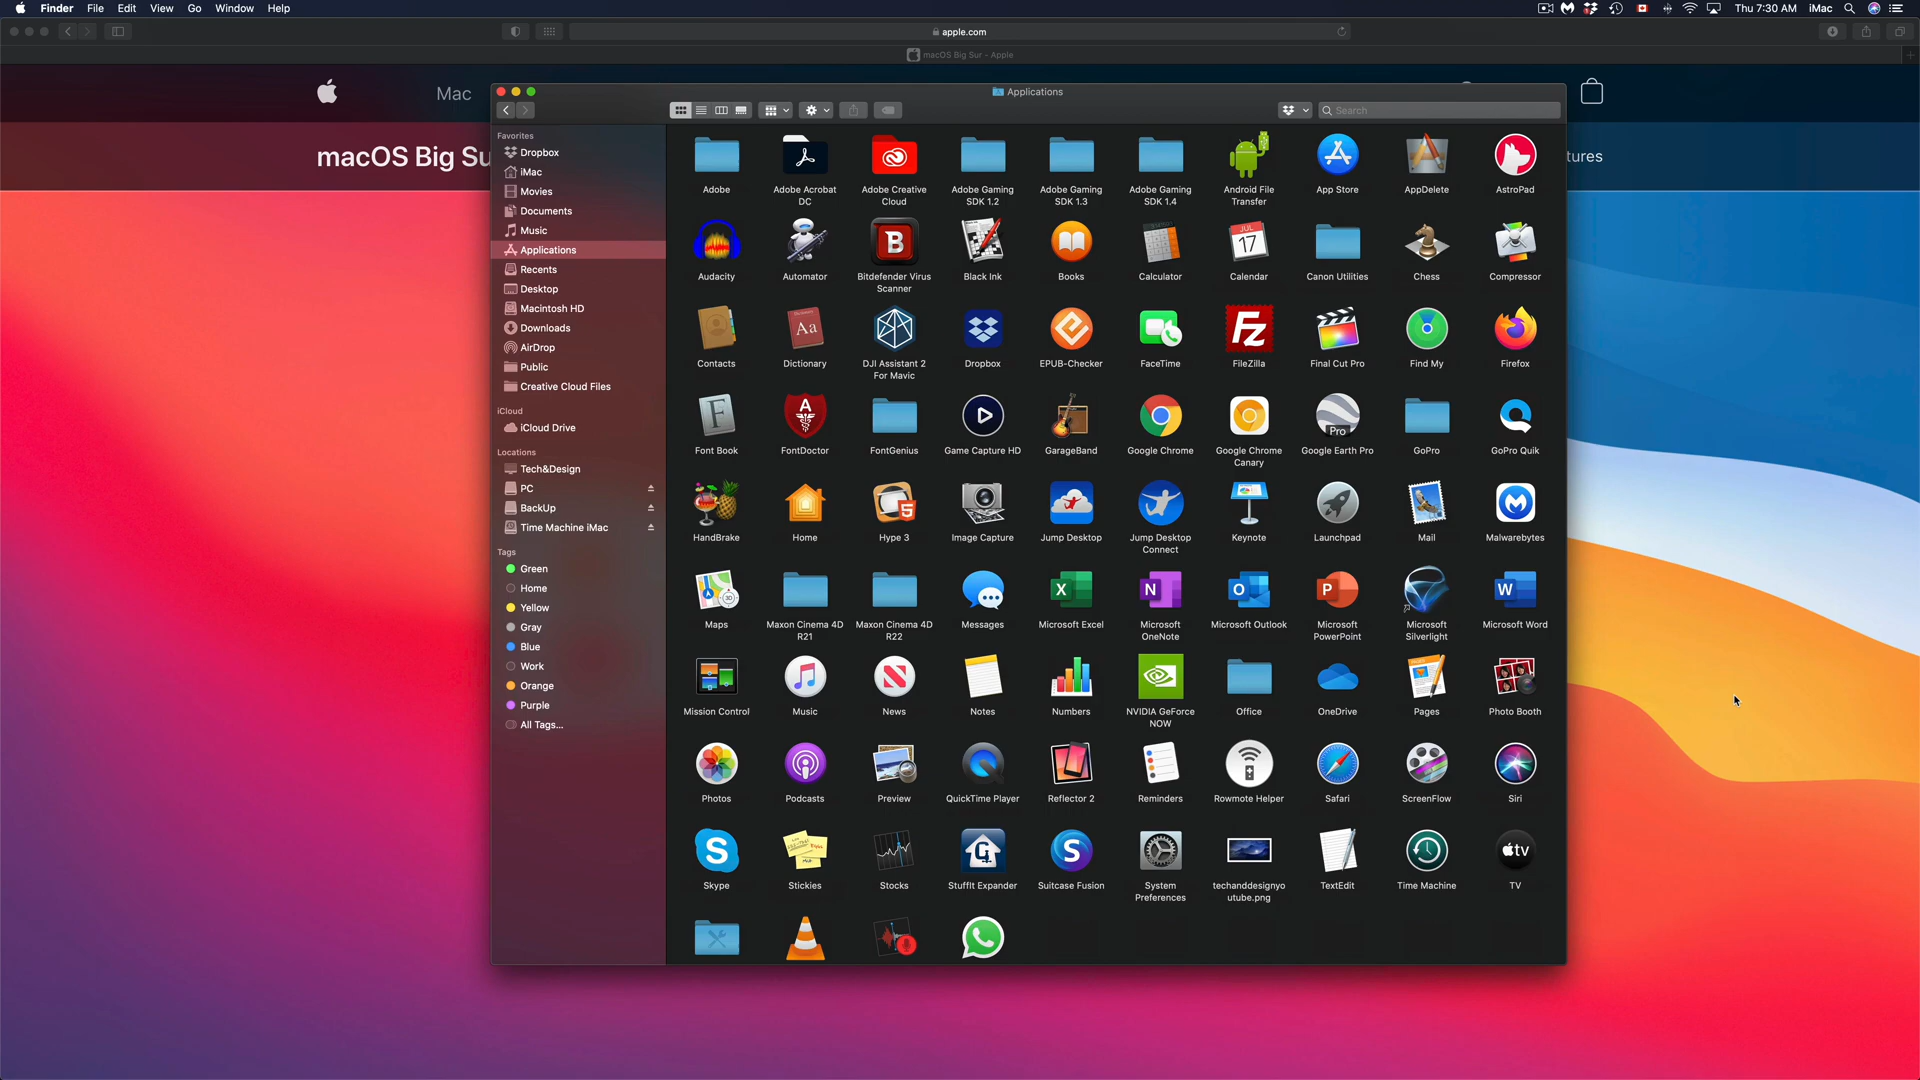 Finder File Edit View Go Window Help
Thu 7:30 AM iMac
apple.com
macOS Big Sur - Apple
Mac
macOS Big Su
tures
Applications
Search
Favorites
Dropbox
iMac
Movies
Documents
Music
Applications
Recents
Desktop
Macintosh HD
Downloads
AirDrop
Public
Creative Cloud Files
iCloud
iCloud Drive
Locations
Tech&Design
PC
BackUp
Time Machine iMac
Tags
Green
Home
Yellow
Gray
Blue
Work
Orange
Purple
All Tags...
Adobe
Adobe Acrobat
DC
Adobe Creative
Cloud
Adobe Gaming
SDK 1.2
Adobe Gaming
SDK 1.3
Adobe Gaming
SDK 1.4
Android File
Transfer
App Store
AppDelete
AstroPad
B
JUL
17
Audacity
Automator
Bitdefender Virus
Scanner
Black Ink
Books
Calculator
Calendar
Canon Utilities
Chess
Compressor
Aa
Fz
Contacts
Dictionary
DJI Assistant 2
For Mavic
Dropbox
EPUB-Checker
FaceTime
FileZilla
Final Cut Pro
Find My
Firefox
F
A
Pro
Font Book
FontDoctor
FontGenius
Game Capture HD
GarageBand
Google Chrome
Google Chrome
Canary
Google Earth Pro
GoPro
GoPro Quik
5
HandBrake
Home
Hype 3
Image Capture
Jump Desktop
Jump Desktop
Connect
Keynote
Launchpad
Mail
Malwarebytes
3D
X
N
O
P
W
Maps
Maxon Cinema 4D
R21
Maxon Cinema 4D
R22
Messages
Microsoft Excel
Microsoft
OneNote
Microsoft Outlook
Microsoft
PowerPoint
Microsoft
Silverlight
Microsoft Word
Mission Control
Music
News
Notes
Numbers
NVIDIA GeForce
NOW
Office
OneDrive
Pages
Photo Booth
Photos
Podcasts
Preview
QuickTime Player
Reflector 2
Reminders
Rowmote Helper
Safari
ScreenFlow
Siri
S
S
tv
Skype
Stickies
Stocks
StuffIt Expander
Suitcase Fusion
System
Preferences
techanddesignyo
utube.png
TextEdit
Time Machine
TV